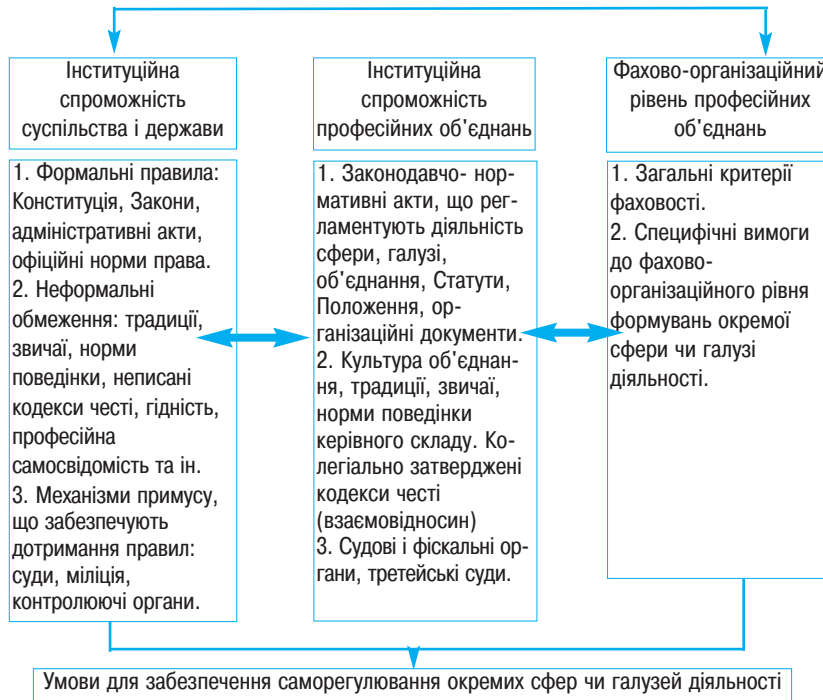 Інституційна
спроможність
суспільства і держави
Інституційна
спроможність
професійних об'єднань
Фахово-організаційний
рівень професійних
об'єднань
1. Формальні правила:
Конституція, Закони,
адміністративні акти,
офіційні норми права.
2. Неформальні
обмеження: традиції,
звичаї, норми
поведінки, неписані
кодекси честі, гідність,
професійна
самосвідомість та ін.
3. Механізми примусу,
що забезпечують
дотримання правил:
суди, міліція,
контролюючі органи.
1. Законодавчо- нор-
мативні акти, що рег-
ламентують діяльність
сфери, галузі,
об'єднання, Статути,
Положення, ор-
ганізаційні документи.
2. Культура об'єднан-
ня, традиції, звичаї,
норми поведінки
керівного складу. Ко-
легіально затверджені
кодекси честі
(взаємовідносин)
3. Судові і фіскальні ор-
гани, третейські суди.
1. Загальні критерії
фаховості.
2. Специфічні вимоги
до фахово-
організаційного рівня
формувань окремої
сфери чи галузі
діяльності.
Умови для забезпечення саморегулювання окремих сфер чи галузей діяльності